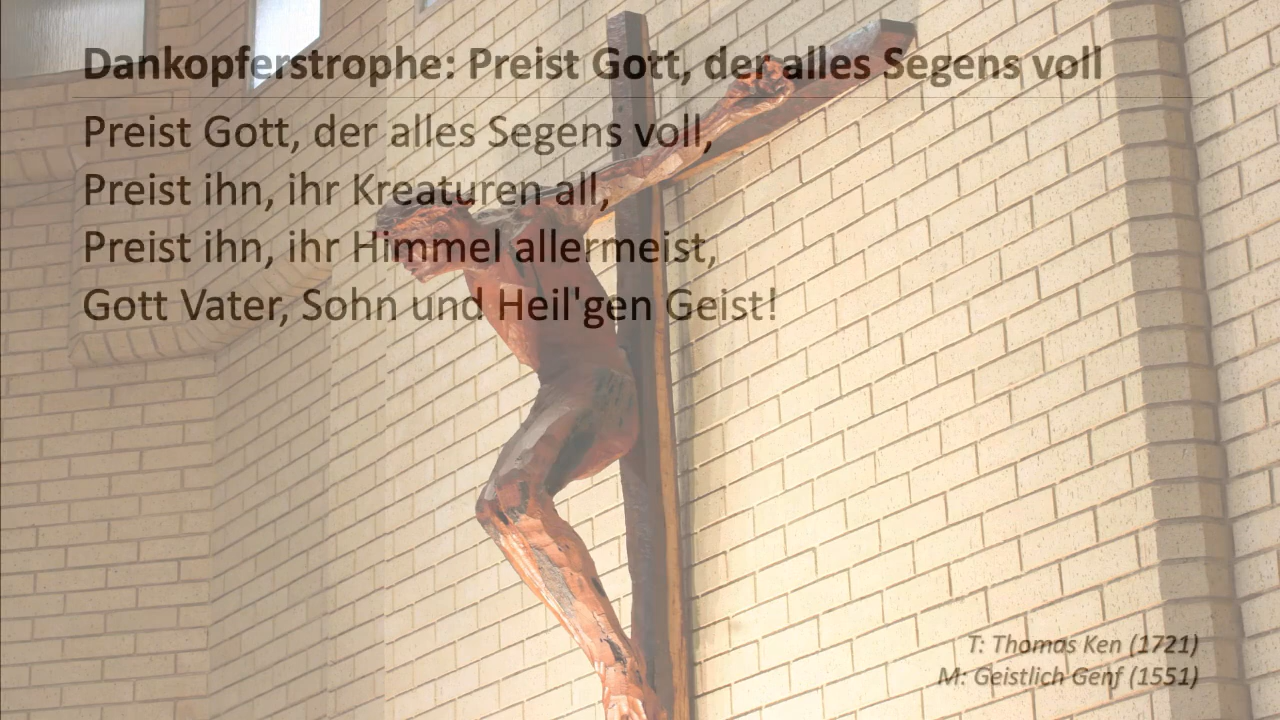 Dankopferstrophe: Preist Gott, der alles Segens voll
Preist Gott, der alles Segens voll,
Preist ihn, ihr Kreaturen all,
Preist ihn, ihr Himmel allermeist,
Gott Vater, Sohn und Heil'gen Geist!
T: Thomas Ken (1721)
M: Geistlich Genf (1551)